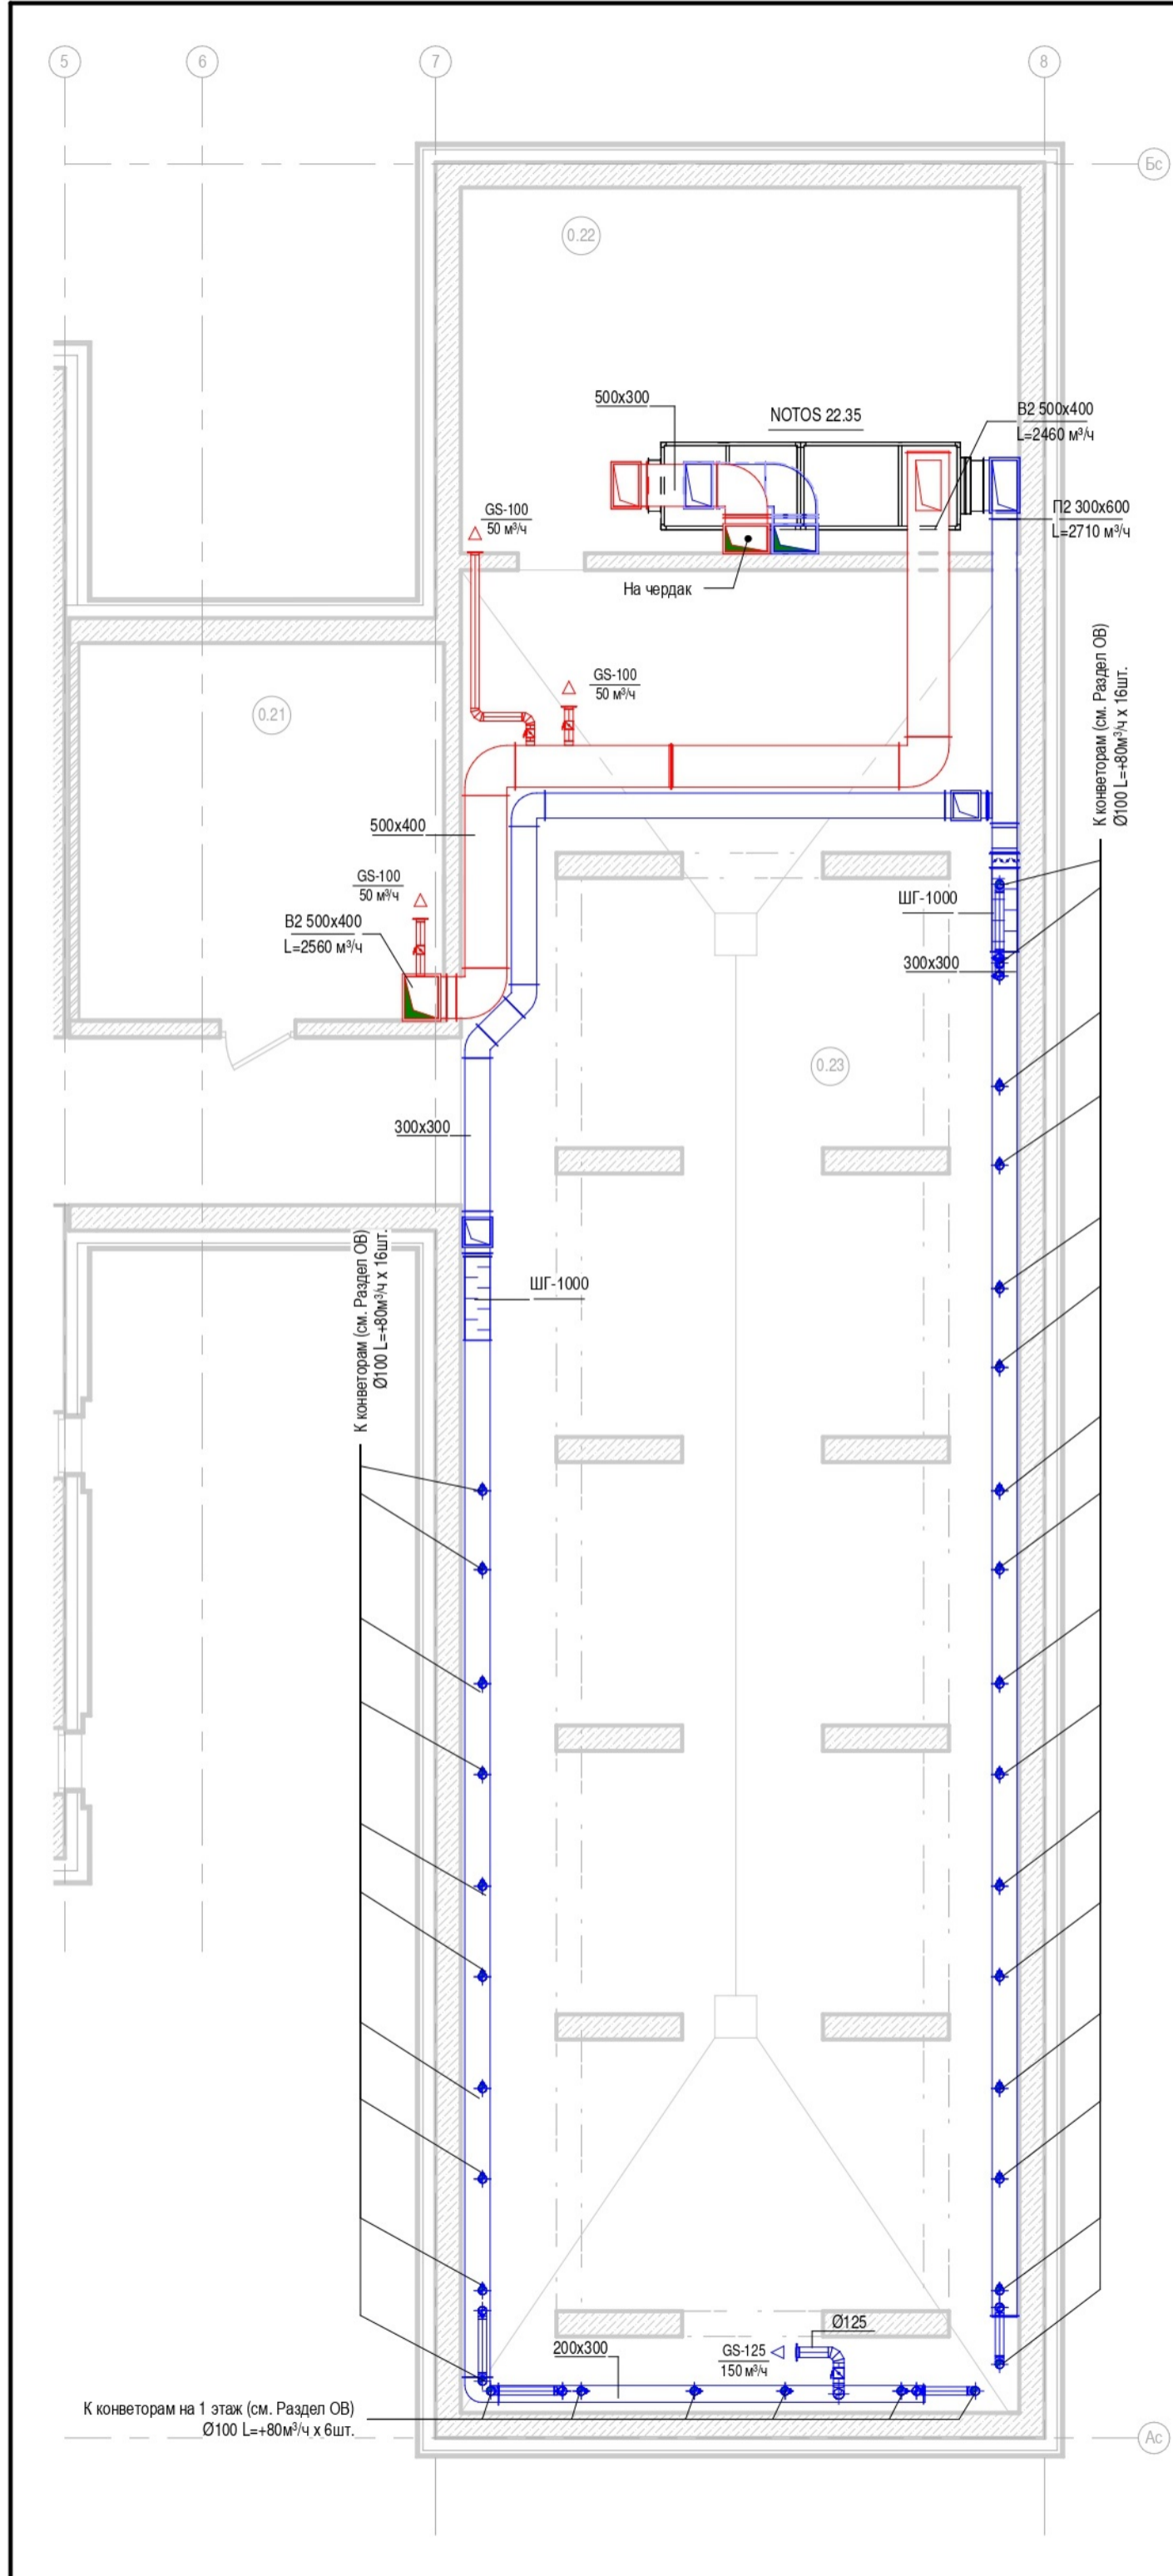 5
6
7
8
Бс
0.22
500x300
NOTOS 22.35
В2 500x400
L=2460 м³/ч
GS-100
50 м³/ч
П2 300x600
L=2710 м³/ч
На чердак
К конветорам (см. Раздел ОВ)
Ø100 L=+80м³/ч x 16шт.
GS-100
50 м³/ч
0.21
500x400
GS-100
50 м³/ч
ШГ-1000
В2 500x400
L=2560 м³/ч
300x300
0.23
300x300
К конветорам (см. Раздел ОВ)
Ø100 L=+80м³/ч x 16шт.
ШГ-1000
Ø125
200x300
GS-125
150 м³/ч
К конветорам на 1 этаж (см. Раздел ОВ)
Ø100 L=+80м³/ч x 6шт.
Ас